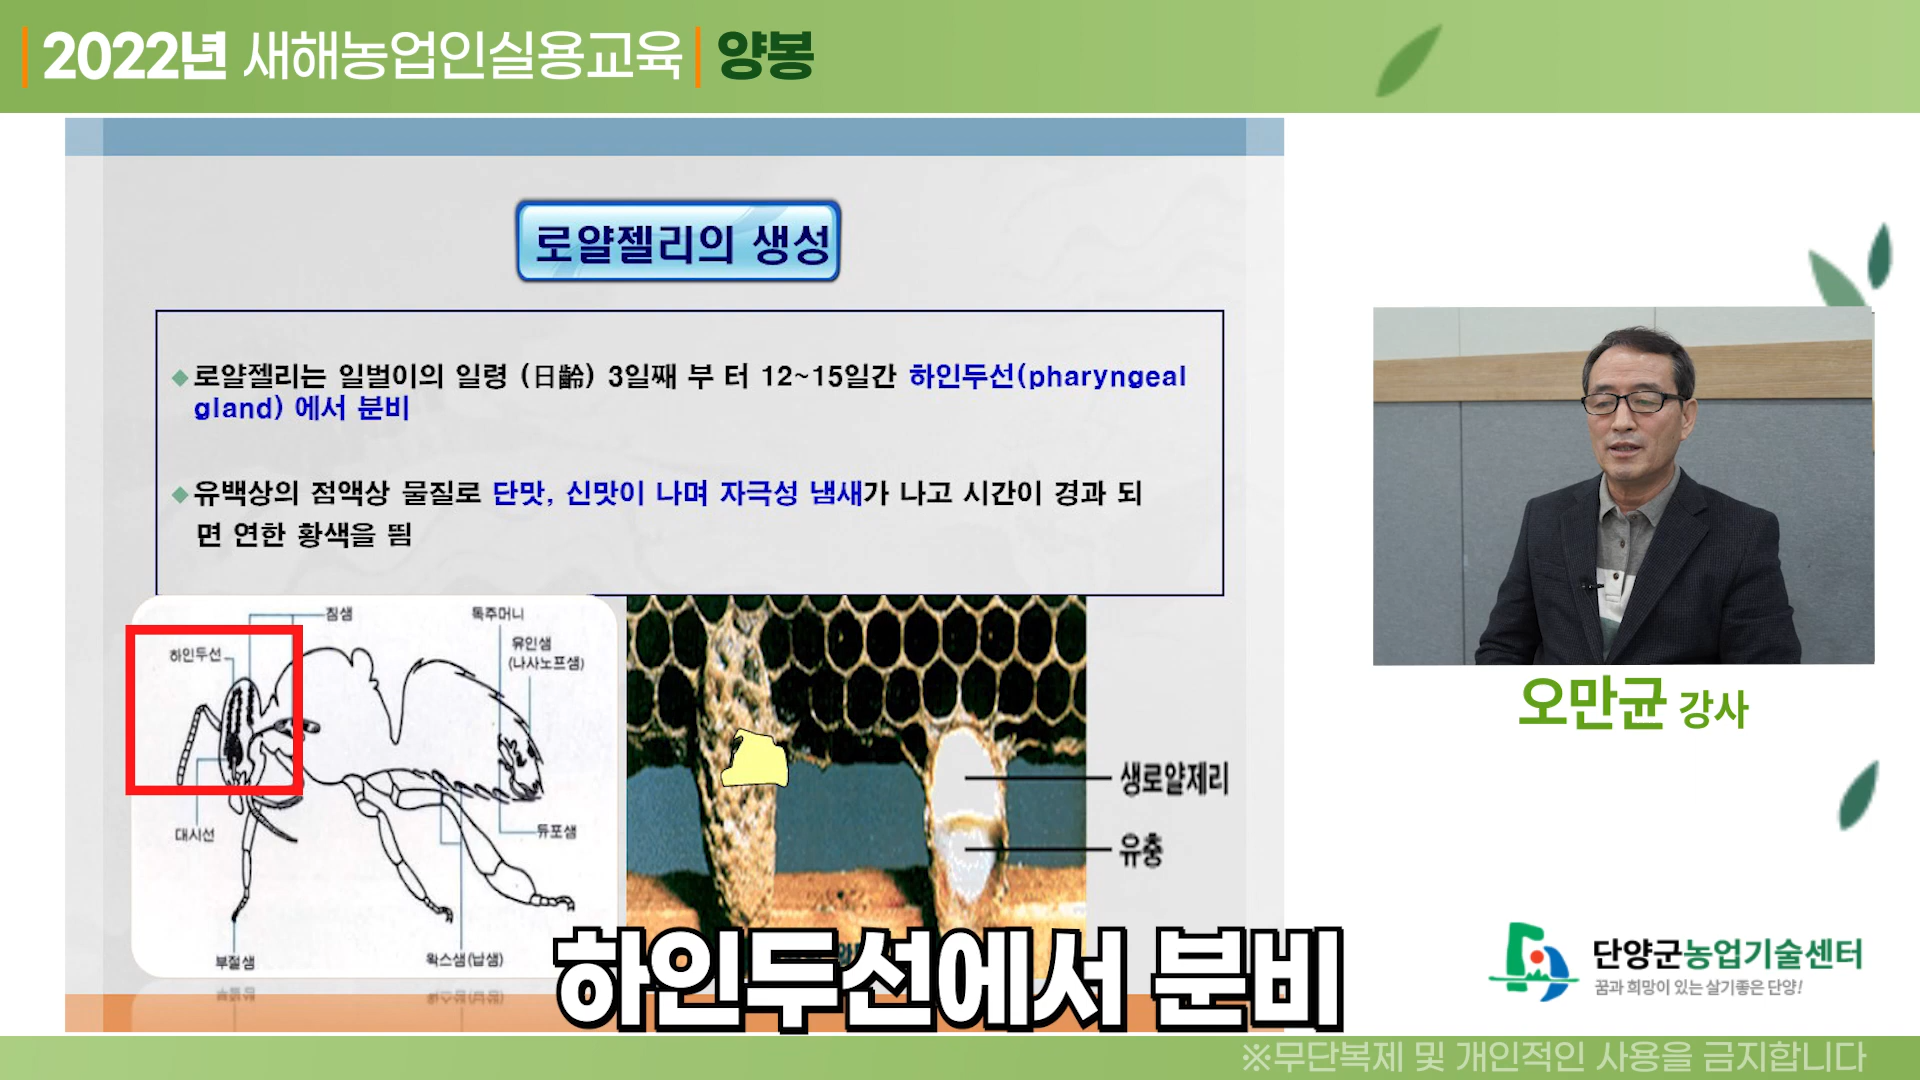 2022년 새해농업인실용교육 양봉
로얄젤리의 생성
로얄젤리는 일벌이의 일령 (日齡) 3일째 부 터 12~15일간 하인두선(pharyngeal
gland) 에서 분비
유백상의 점액상 물질로 단맛, 신맛이 나며 자극성 냄새가 나고 시간이 경과 되
면 연한 황색을 띔
침샘
독주머니
하인두선
유인샘
(나사노프샘)
대시선
듀포샘
부절샘
왁스샘(납샘)
생로얄제리
유충
오만균 강사
하인두선에서 분비
단양군농업기술센터
꿈과 희망이 있는 살기좋은 단양!
※무단복제 및 개인적인 사용을 금지합니다